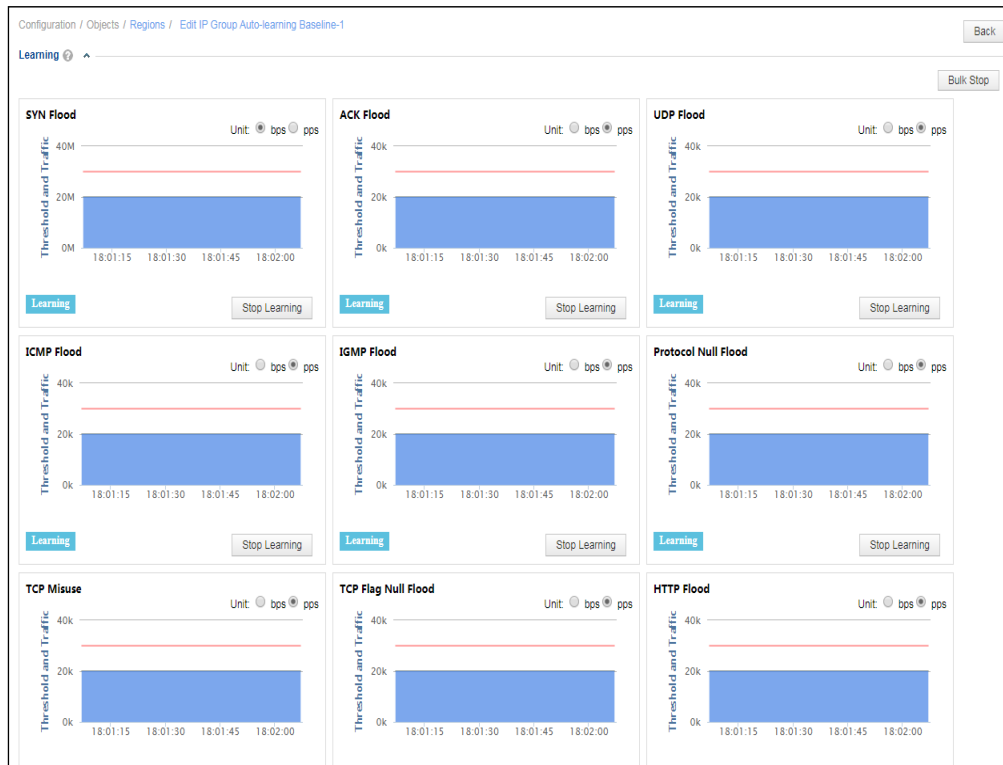 Configuration / Objects / Regions / Edit IP Group Auto-learning Baseline-1
Back
Learning ?
Bulk Stop
SYN Flood
Unit: bps pps
Threshold and Traffic
40M
20M
0M
18:01:15 18:01:30 18:01:45 18:02:00
Learning
Stop Learning
ACK Flood
Unit: bps pps
Threshold and Traffic
40k
20k
0k
18:01:15 18:01:30 18:01:45 18:02:00
Learning
Stop Learning
UDP Flood
Unit: bps pps
Threshold and Traffic
40k
20k
0k
18:01:15 18:01:30 18:01:45 18:02:00
Learning
Stop Learning
ICMP Flood
Unit: bps pps
Threshold and Traffic
40k
20k
0k
18:01:15 18:01:30 18:01:45 18:02:00
Learning
Stop Learning
IGMP Flood
Unit: bps pps
Threshold and Traffic
40k
20k
0k
18:01:15 18:01:30 18:01:45 18:02:00
Learning
Stop Learning
Protocol Null Flood
Unit: bps pps
Threshold and Traffic
40k
20k
0k
18:01:15 18:01:30 18:01:45 18:02:00
Learning
Stop Learning
TCP Misuse
Unit: bps pps
Threshold and Traffic
40k
20k
0k
18:01:15 18:01:30 18:01:45 18:02:00
TCP Flag Null Flood
Unit: bps pps
Threshold and Traffic
40k
20k
0k
18:01:15 18:01:30 18:01:45 18:02:00
HTTP Flood
Unit: bps pps
Threshold and Traffic
40k
20k
0k
18:01:15 18:01:30 18:01:45 18:02:00